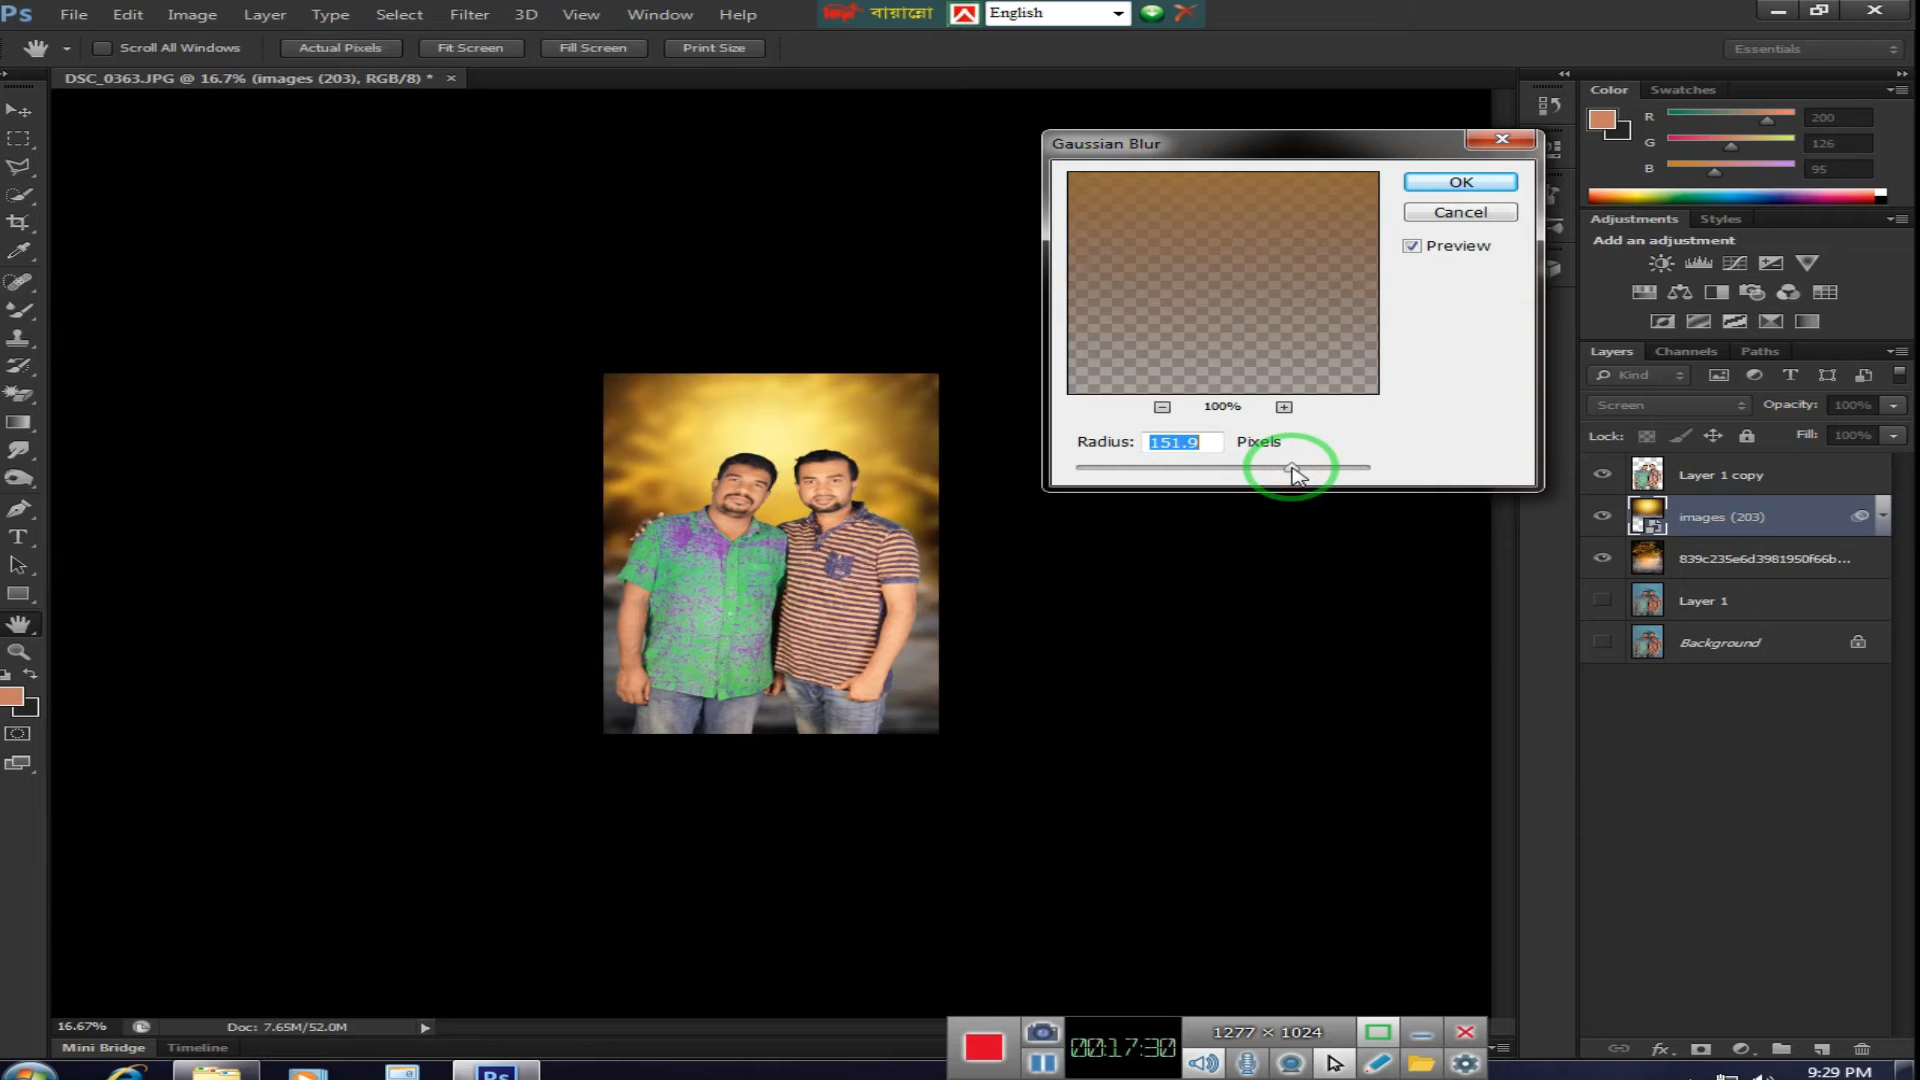 Ps File Edit Image Layer Type Select Filter 3D View Window Help
বায়ান্নো English
Scroll All Windows Actual Pixels Fit Screen Fill Screen Print Size Essentials
DSC_0363.JPG @ 16.7% (images (203), RGB/8) * ×
Color Swatches
R 200
G 126
B 95
Gaussian Blur
OK
Cancel
Preview
100%
Radius: 151.9 Pixels
Adjustments Styles
Add an adjustment
Layers Channels Paths
Kind
Screen Opacity: 100%
Lock: Fill: 100%
Layer 1 copy
images (203)
839c235e6d3981950f66b...
Layer 1
Background
16.67% Doc: 7.65M/52.0M
Mini Bridge Timeline
00:17:30
1277 × 1024
Ps
9:29 PM